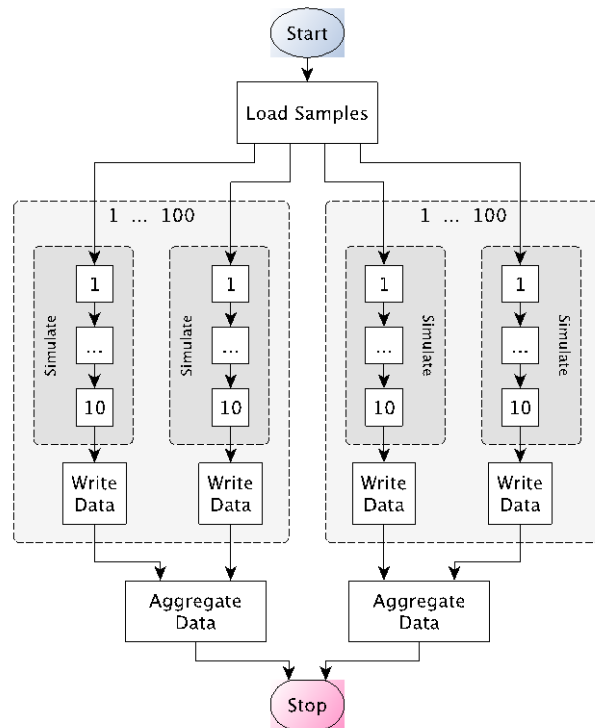 Start
Load Samples
1 ... 100
1 ... 100
Simulate
1
...
10
Simulate
1
...
10
1
...
10
Simulate
1
...
10
Simulate
Write
Data
Write
Data
Write
Data
Write
Data
Aggregate
Data
Aggregate
Data
Stop